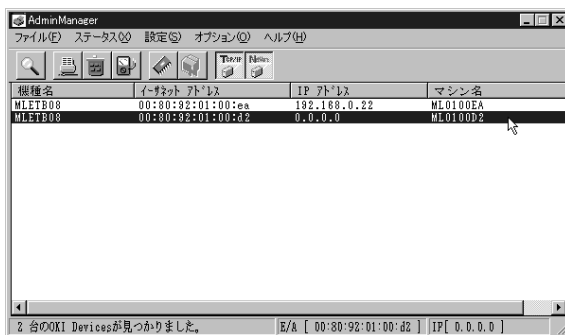 AdminManager
ファイル(F) ステータス(X) 設定(S) オプション(O) ヘルプ(H)
TCP/IP
機種名 イーサネット アドレス IP アドレス マシン名
MLETB08 00:80:92:01:00:ea 192.168.0.22 ML0100EA
MLETB08 00:80:92:01:00:d2 0.0.0.0 ML0100D2
2 台のOKI Devicesが見つかりました。 E/A [ 00:80:92:01:00:d2 ] IP[ 0.0.0.0 ]